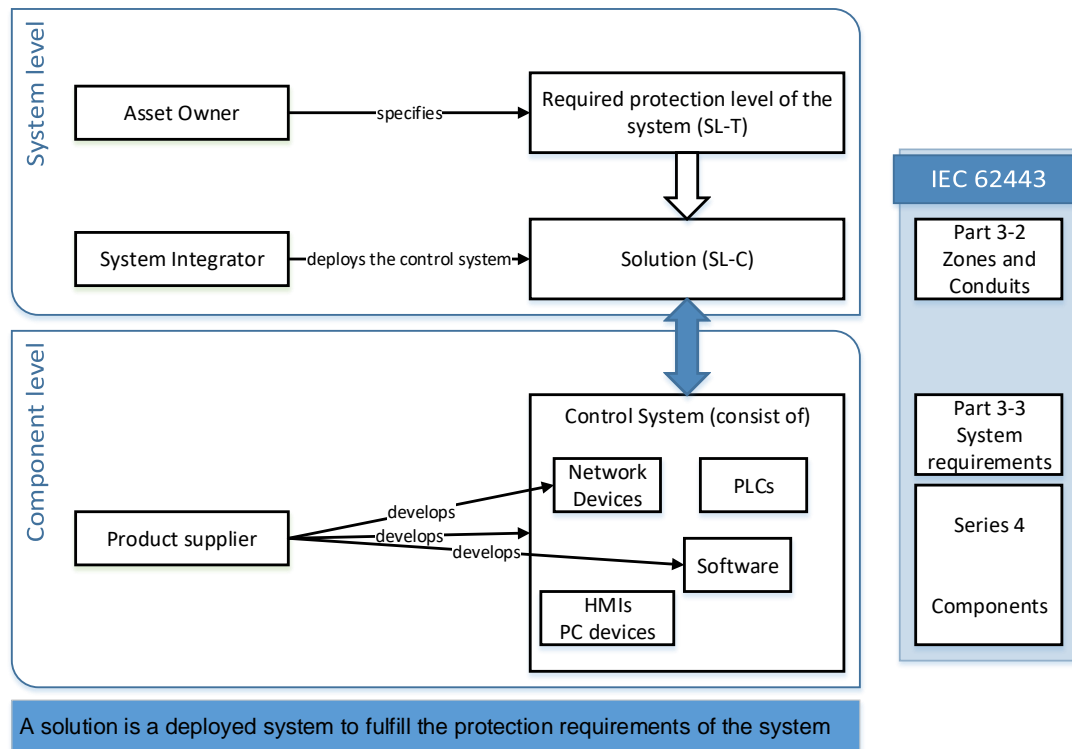 System level
Asset Owner
specifies
Required protection level of the
system (SL-T)
System Integrator
deploys the control system
Solution (SL-C)
Component level
Product supplier
develops
develops
develops
Control System (consist of)
Network
Devices
PLCs
Software
HMIs
PC devices
IEC 62443
Part 3-2
Zones and
Conduits
Part 3-3
System
requirements
Series 4
Components
A solution is a deployed system to fulfill the protection requirements of the system